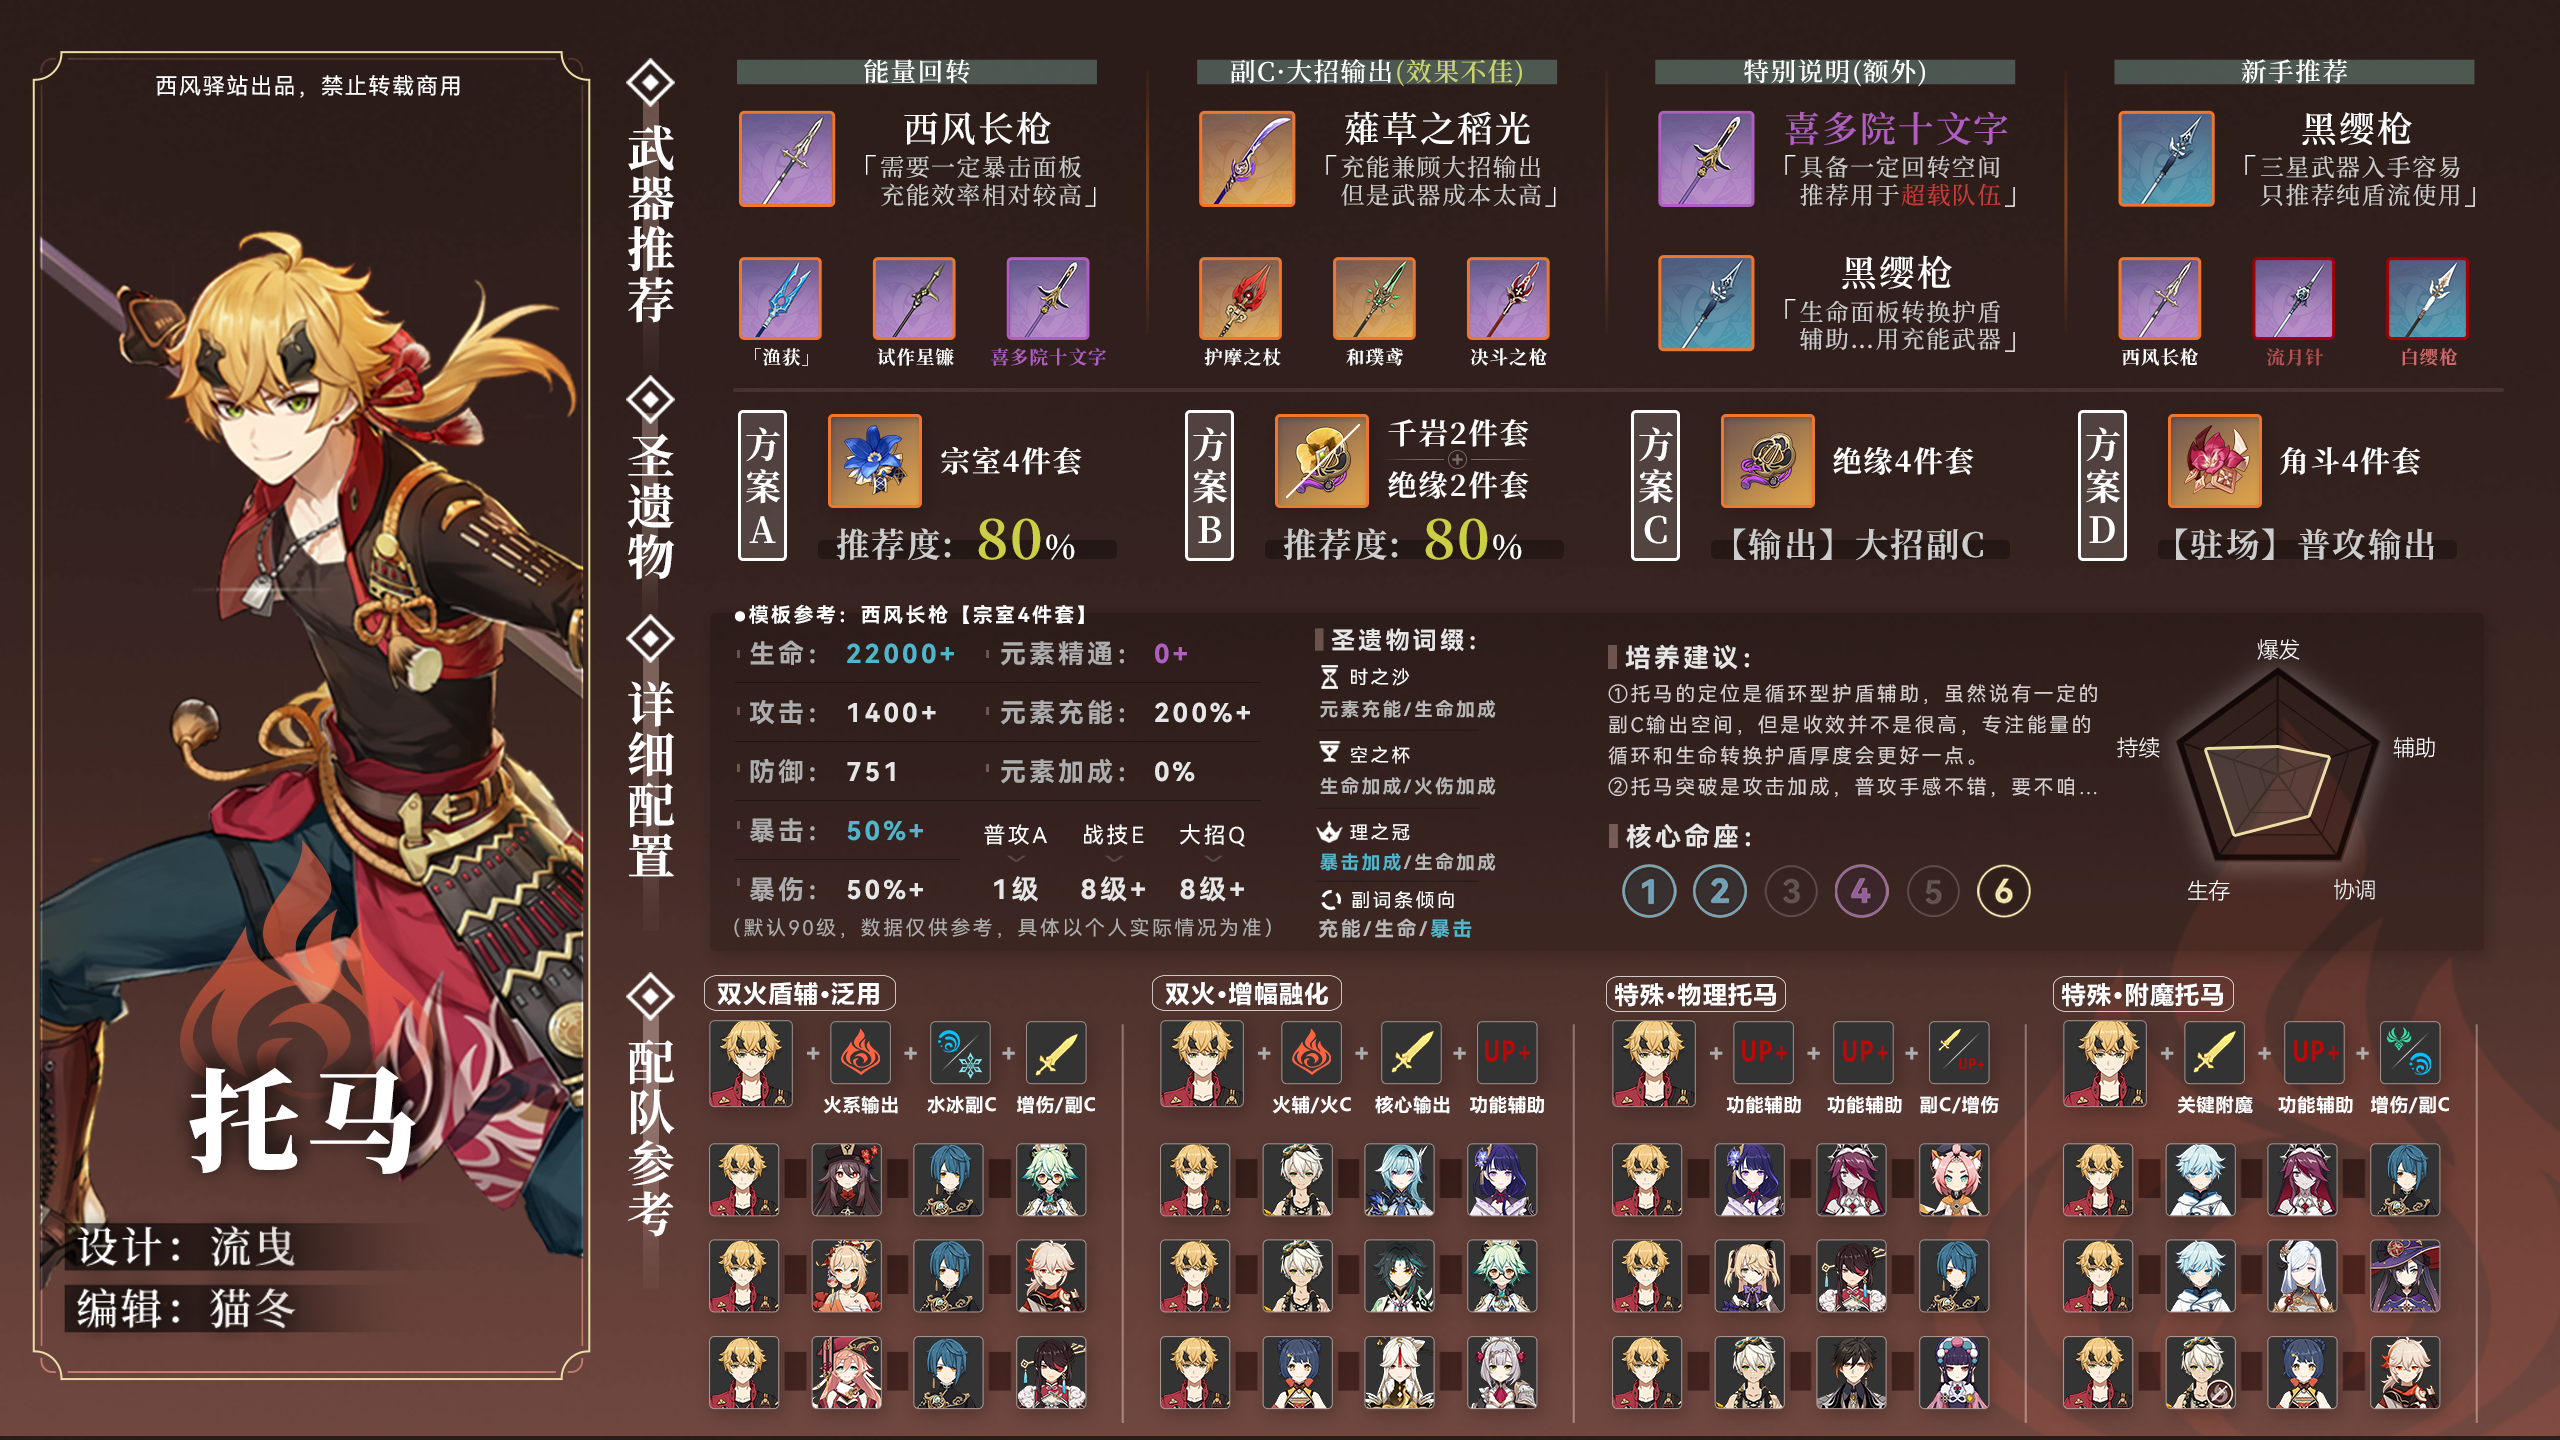 西风驿站出品，禁止转载商用
托马
设计：流曳
编辑：猫冬
武器推荐
能量回转
西风长枪
「需要一定暴击面板
充能效率相对较高」
「渔获」
试作星镰
喜多院十文字
副C·大招输出(效果不佳)
薙草之稻光
「充能兼顾大招输出
但是武器成本太高」
护摩之杖
和璞鸢
决斗之枪
特别说明(额外)
喜多院十文字
「具备一定回转空间
推荐用于超载队伍」
黑缨枪
「生命面板转换护盾
辅助...用充能武器」
新手推荐
黑缨枪
「三星武器入手容易
只推荐纯盾流使用」
西风长枪
流月针
白缨枪
圣遗物
方案A
宗室4件套
推荐度：80%
方案B
千岩2件套
绝缘2件套
推荐度：80%
方案C
绝缘4件套
【输出】大招副C
方案D
角斗4件套
【驻场】普攻输出
详细配置
●模板参考：西风长枪【宗室4件套】
生命：22000+
元素精通：0+
攻击：1400+
元素充能：200%+
防御：751
元素加成：0%
暴击：50%+
普攻A 战技E 大招Q
暴伤：50%+
1级 8级+ 8级+
(默认90级，数据仅供参考，具体以个人实际情况为准)
圣遗物词缀：
时之沙
元素充能/生命加成
空之杯
生命加成/火伤加成
理之冠
暴击加成/生命加成
副词条倾向
充能/生命/暴击
培养建议：
①托马的定位是循环型护盾辅助，虽然说有一定的
副C输出空间，但是收效并不是很高，专注能量的
循环和生命转换护盾厚度会更好一点。
②托马突破是攻击加成，普攻手感不错，要不咱...
核心命座：
1 2 3 4 5 6
爆发
持续
辅助
生存
协调
配队参考
双火盾辅·泛用
+ + +
火系输出 水冰副C 增伤/副C
双火·增幅融化
+ + + UP+
火辅/火C 核心输出 功能辅助
特殊·物理托马
+ UP+ + UP+ + UP+
功能辅助 功能辅助 副C/增伤
特殊·附魔托马
+ + UP+ +
关键附魔 功能辅助 增伤/副C